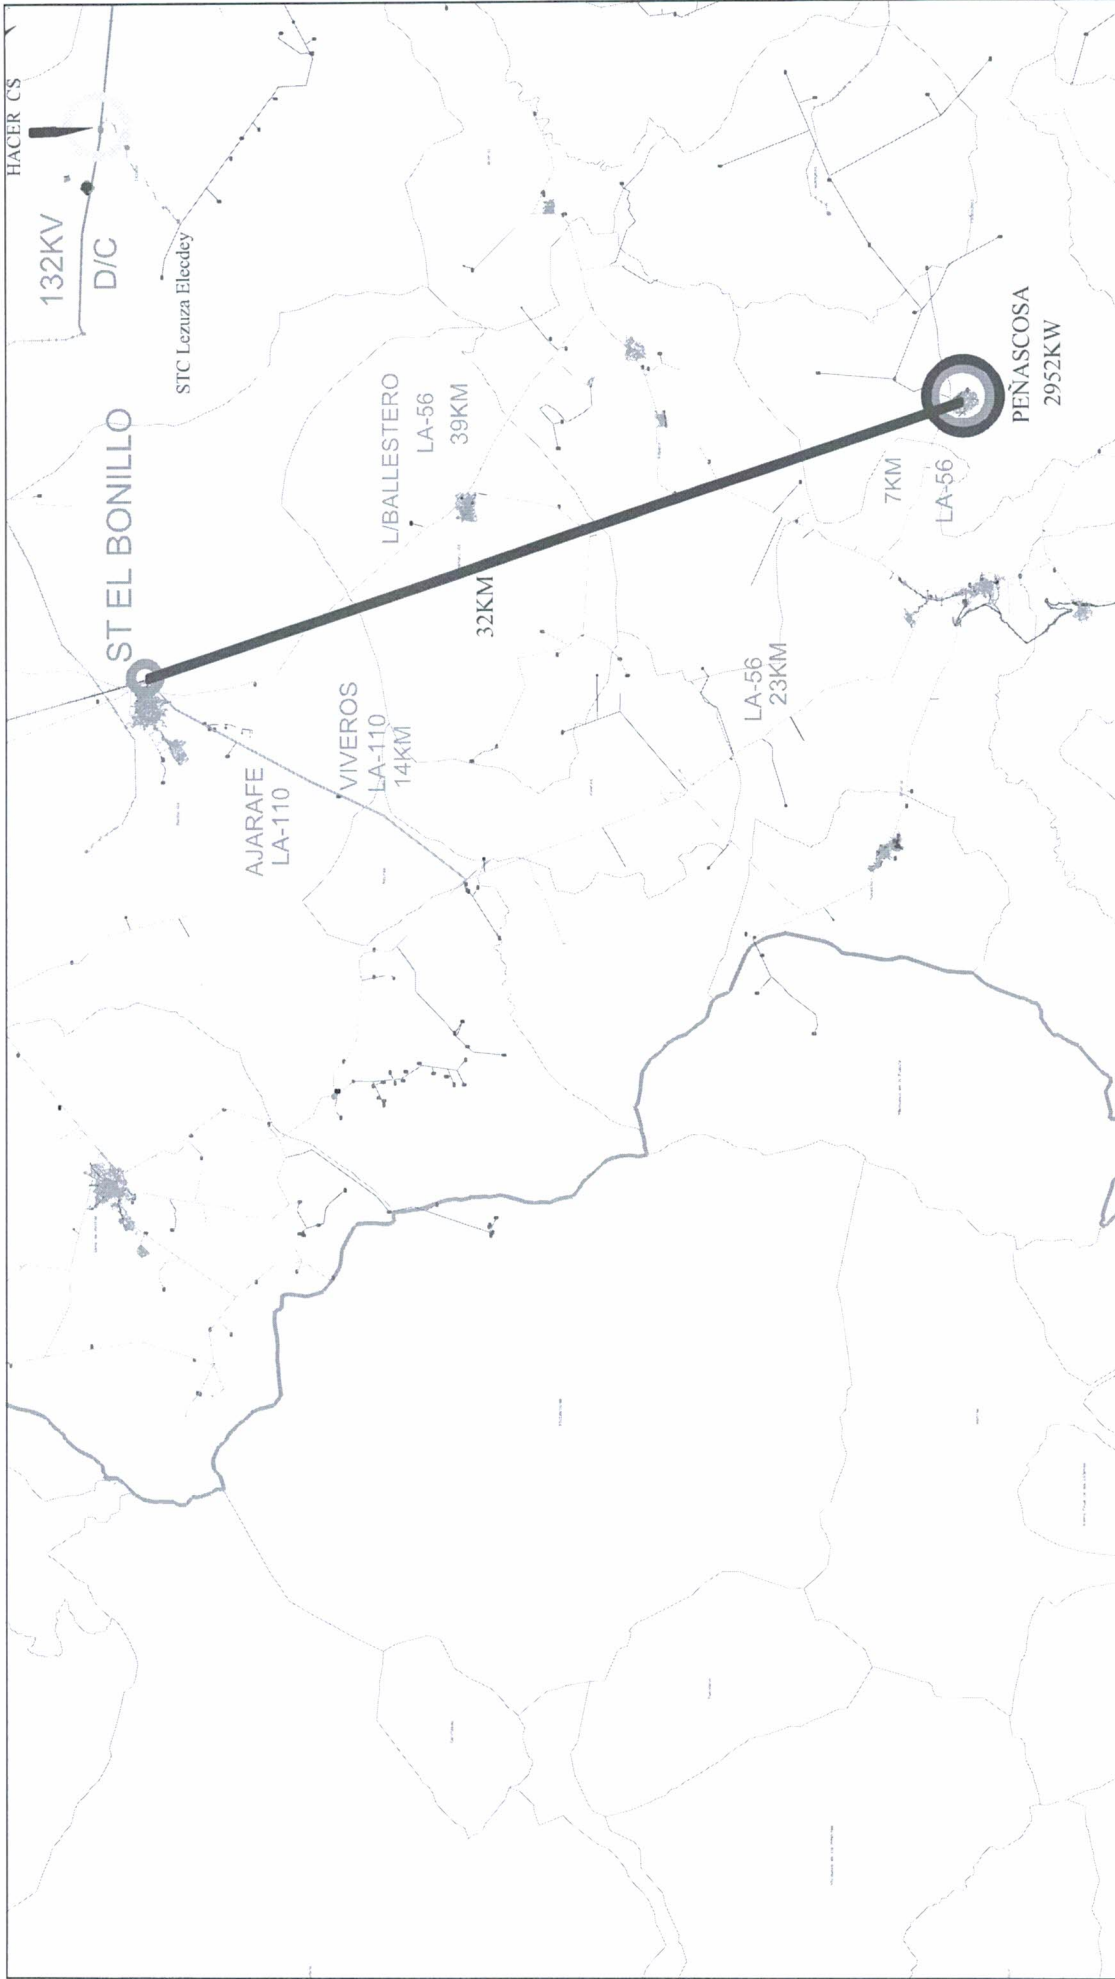 HACER CS
132KV
D/C
STC Lezuza Elecdey
ST EL BONILLO
L/BALLESTERO
LA-56
39KM
32KM
AJARAFE
LA-110
VIVEROS
LA-110
14KM
LA-56
23KM
7KM
LA-56
PEÑASCOSA
2952KW